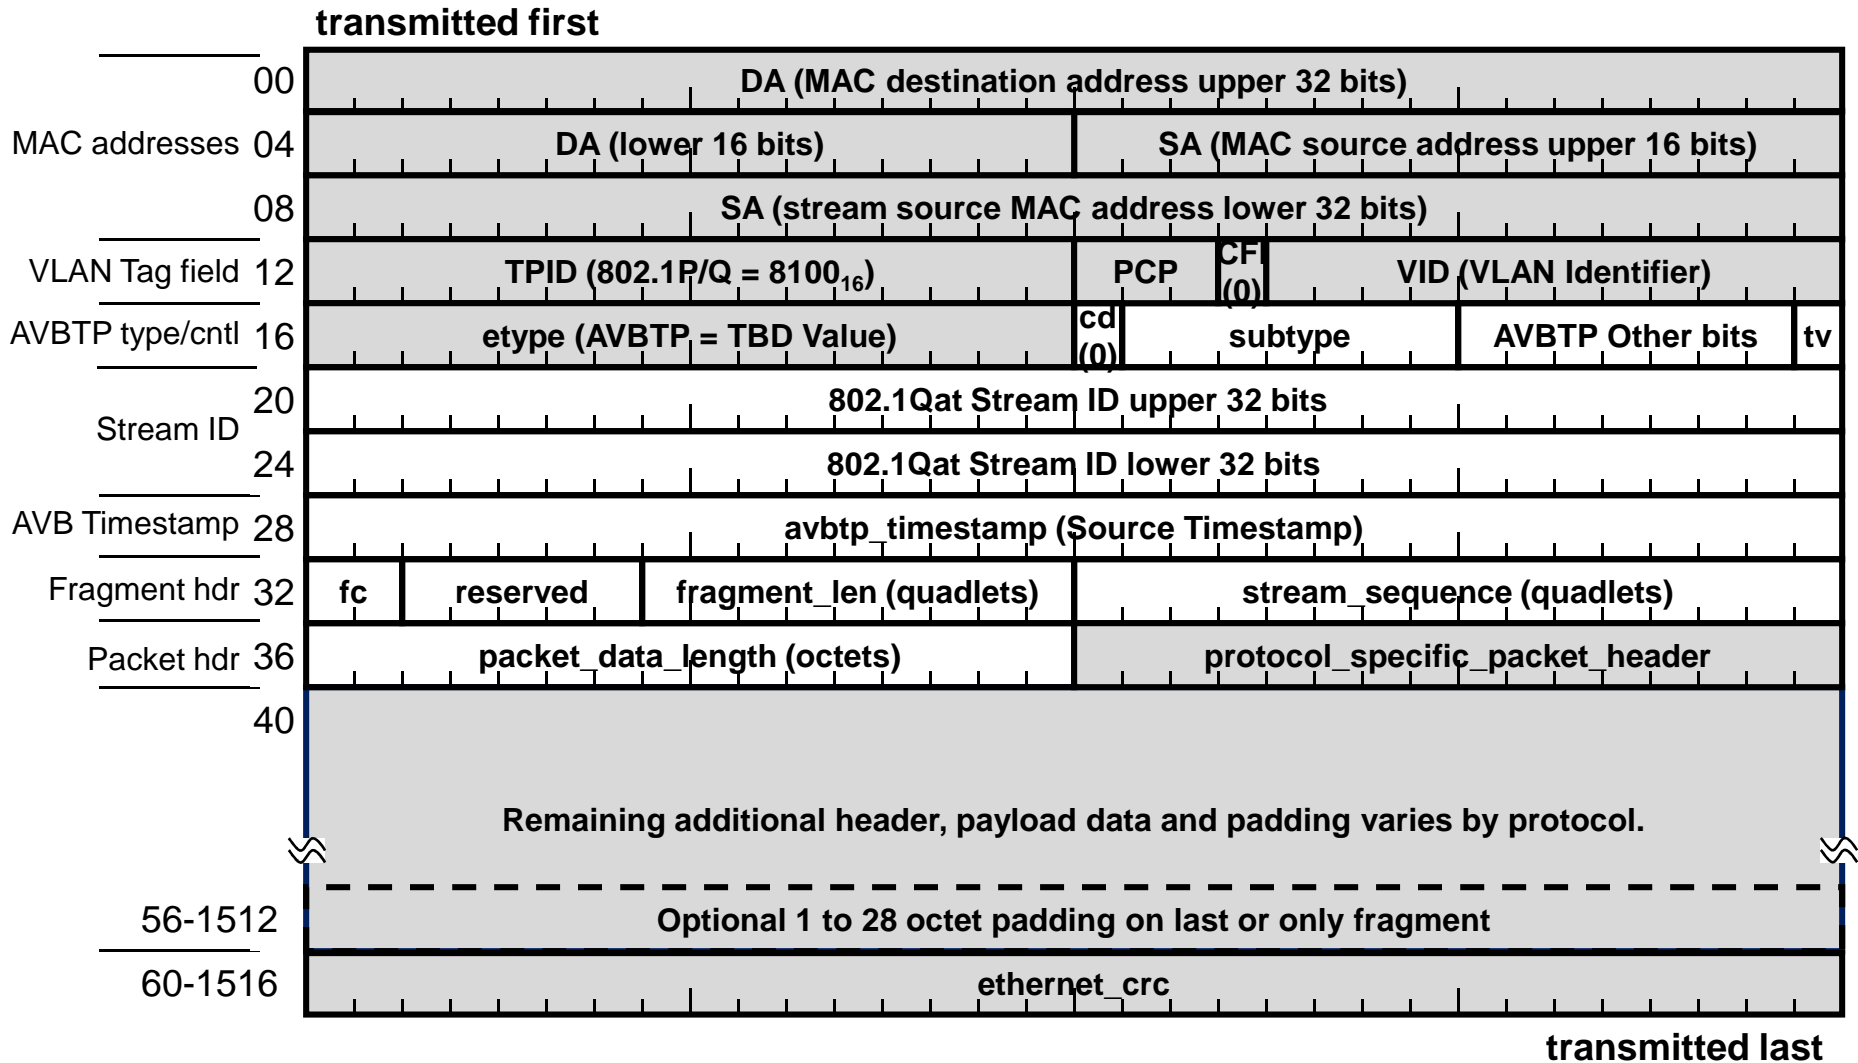 transmitted first
00 DA (MAC destination address upper 32 bits)
MAC addresses 04 DA (lower 16 bits) SA (MAC source address upper 16 bits)
08 SA (stream source MAC address lower 32 bits)
VLAN Tag field 12 TPID (802.1P/Q = 8100₁₆) PCP CFI (0) VID (VLAN Identifier)
AVBTP type/cntl 16 etype (AVBTP = TBD Value) cd (0) subtype AVBTP Other bits tv
20 802.1Qat Stream ID upper 32 bits
Stream ID
24 802.1Qat Stream ID lower 32 bits
AVB Timestamp 28 avbtp_timestamp (Source Timestamp)
Fragment hdr 32 fc reserved fragment_len (quadlets) stream_sequence (quadlets)
Packet hdr 36 packet_data_length (octets) protocol_specific_packet_header
40
Remaining additional header, payload data and padding varies by protocol.
56-1512 Optional 1 to 28 octet padding on last or only fragment
60-1516 ethernet_crc
transmitted last